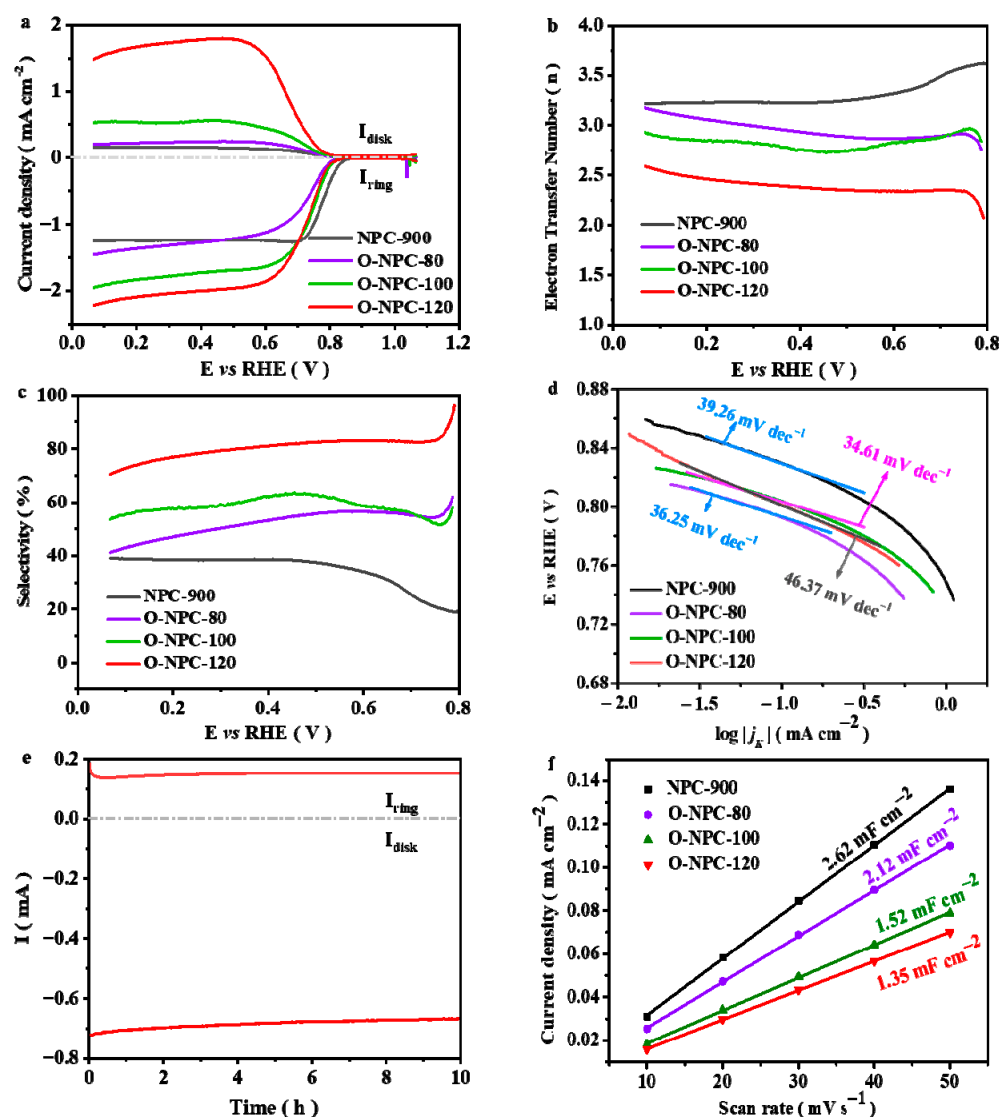 a
Current density ( mA cm⁻²)
2
1
0
−1
−2
I_disk
I_ring
NPC-900
O-NPC-80
O-NPC-100
O-NPC-120
0.0 0.2 0.4 0.6 0.8 1.0 1.2
E vs RHE ( V )
b
Electron Transfer Number ( n )
3.5
3.0
2.5
2.0
1.5
1.0
NPC-900
O-NPC-80
O-NPC-100
O-NPC-120
0.0 0.2 0.4 0.6 0.8
E vs RHE ( V )
c
Selectivity ( % )
100
80
60
40
20
0
NPC-900
O-NPC-80
O-NPC-100
O-NPC-120
0.0 0.2 0.4 0.6 0.8
E vs RHE ( V )
d
E vs RHE ( V )
0.88
0.84
0.80
0.76
0.72
0.68
39.26 mV dec⁻¹
34.61 mV dec⁻¹
36.25 mV dec⁻¹
46.37 mV dec⁻¹
NPC-900
O-NPC-80
O-NPC-100
O-NPC-120
−2.0 −1.5 −1.0 −0.5 0.0
log | j_K | ( mA cm⁻²)
e
I ( mA )
0.2
0.0
−0.2
−0.4
−0.6
−0.8
I_ring
I_disk
0 2 4 6 8 10
Time ( h )
f
Current density ( mA cm⁻²)
0.14
0.12
0.10
0.08
0.06
0.04
0.02
NPC-900
O-NPC-80
O-NPC-100
O-NPC-120
2.62 mF cm⁻²
2.12 mF cm⁻²
1.52 mF cm⁻²
1.35 mF cm⁻²
10 20 30 40 50
Scan rate ( mV s⁻¹)